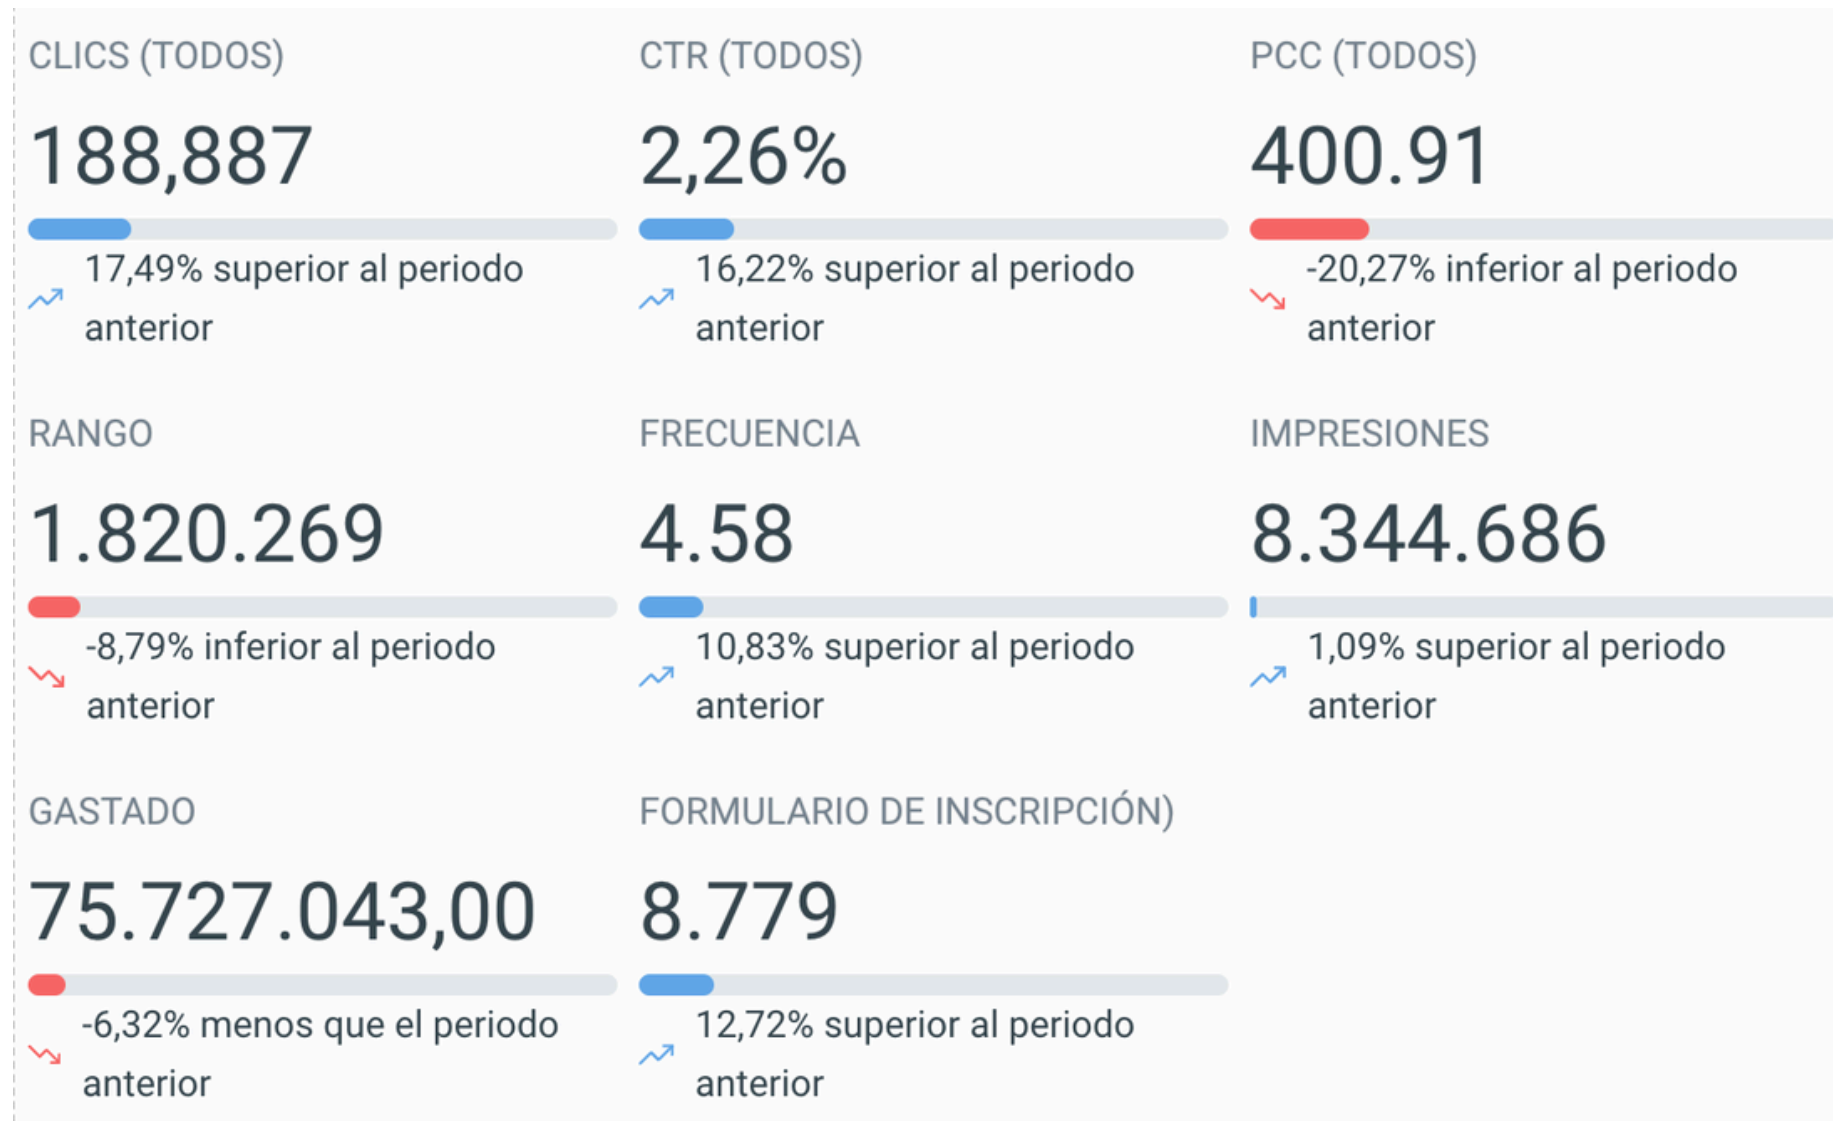 CLICS (TODOS)
188,887
17,49% superior al periodo
anterior
CTR (TODOS)
2,26%
16,22% superior al periodo
anterior
PCC (TODOS)
400.91
-20,27% inferior al periodo
anterior
RANGO
1.820.269
-8,79% inferior al periodo
anterior
FRECUENCIA
4.58
10,83% superior al periodo
anterior
IMPRESIONES
8.344.686
1,09% superior al periodo
anterior
GASTADO
75.727.043,00
-6,32% menos que el periodo
anterior
FORMULARIO DE INSCRIPCIÓN)
8.779
12,72% superior al periodo
anterior